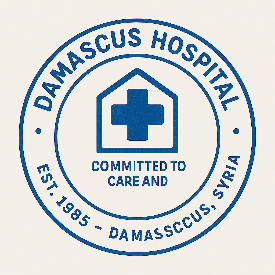 DAMASCUS HOSPITAL
COMMITTED TO
CARE AND
EST. 1985 – DAMASSCCUS, SYRIA